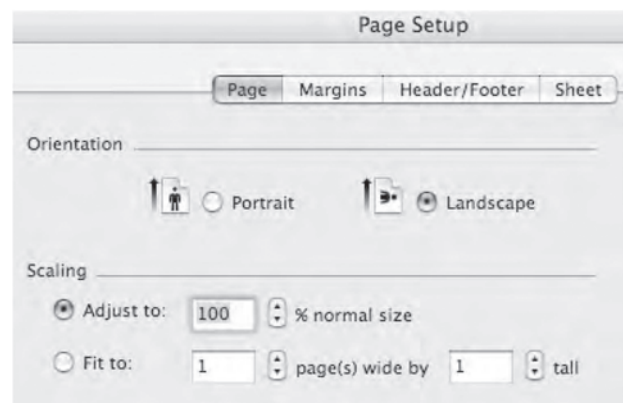 Page Setup
Page Margins Header/Footer Sheet
Orientation
Portrait Landscape
Scaling
Adjust to: 100 % normal size
Fit to: 1 page(s) wide by 1 tall